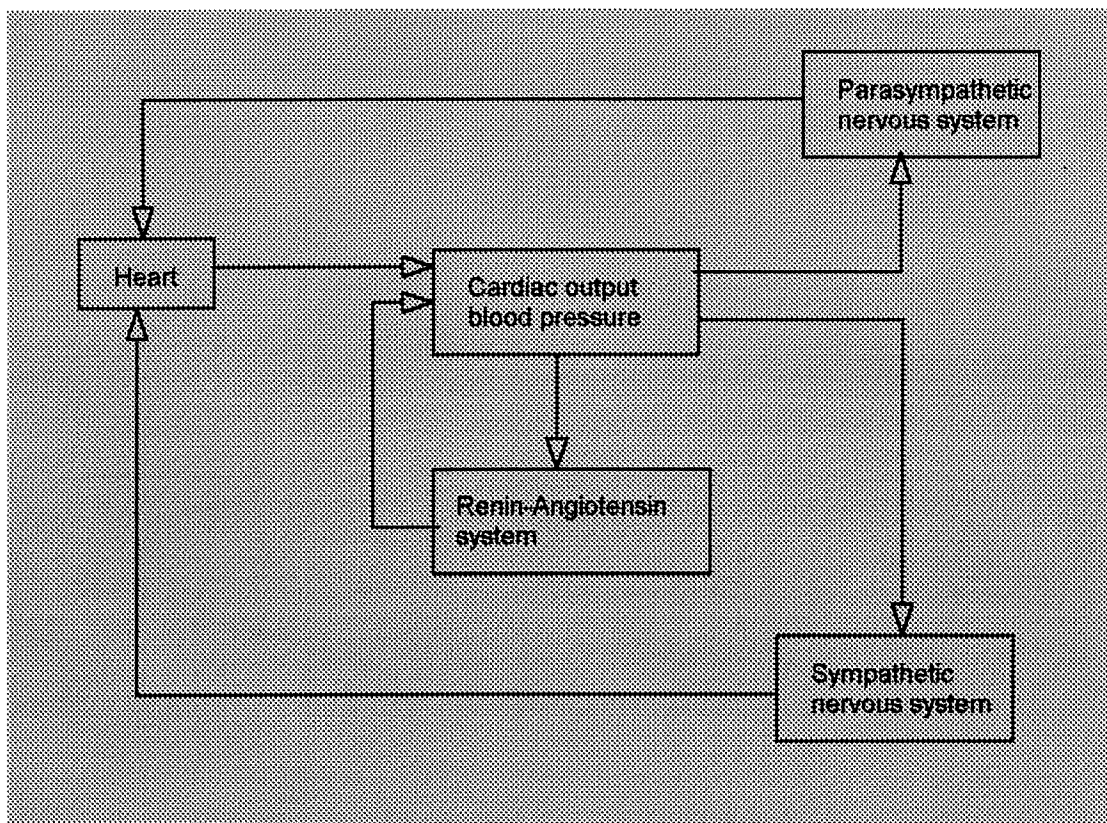 Parasympathetic
nervous system
Heart
Cardiac output
blood pressure
Renin-Angiotensin
system
Sympathetic
nervous system